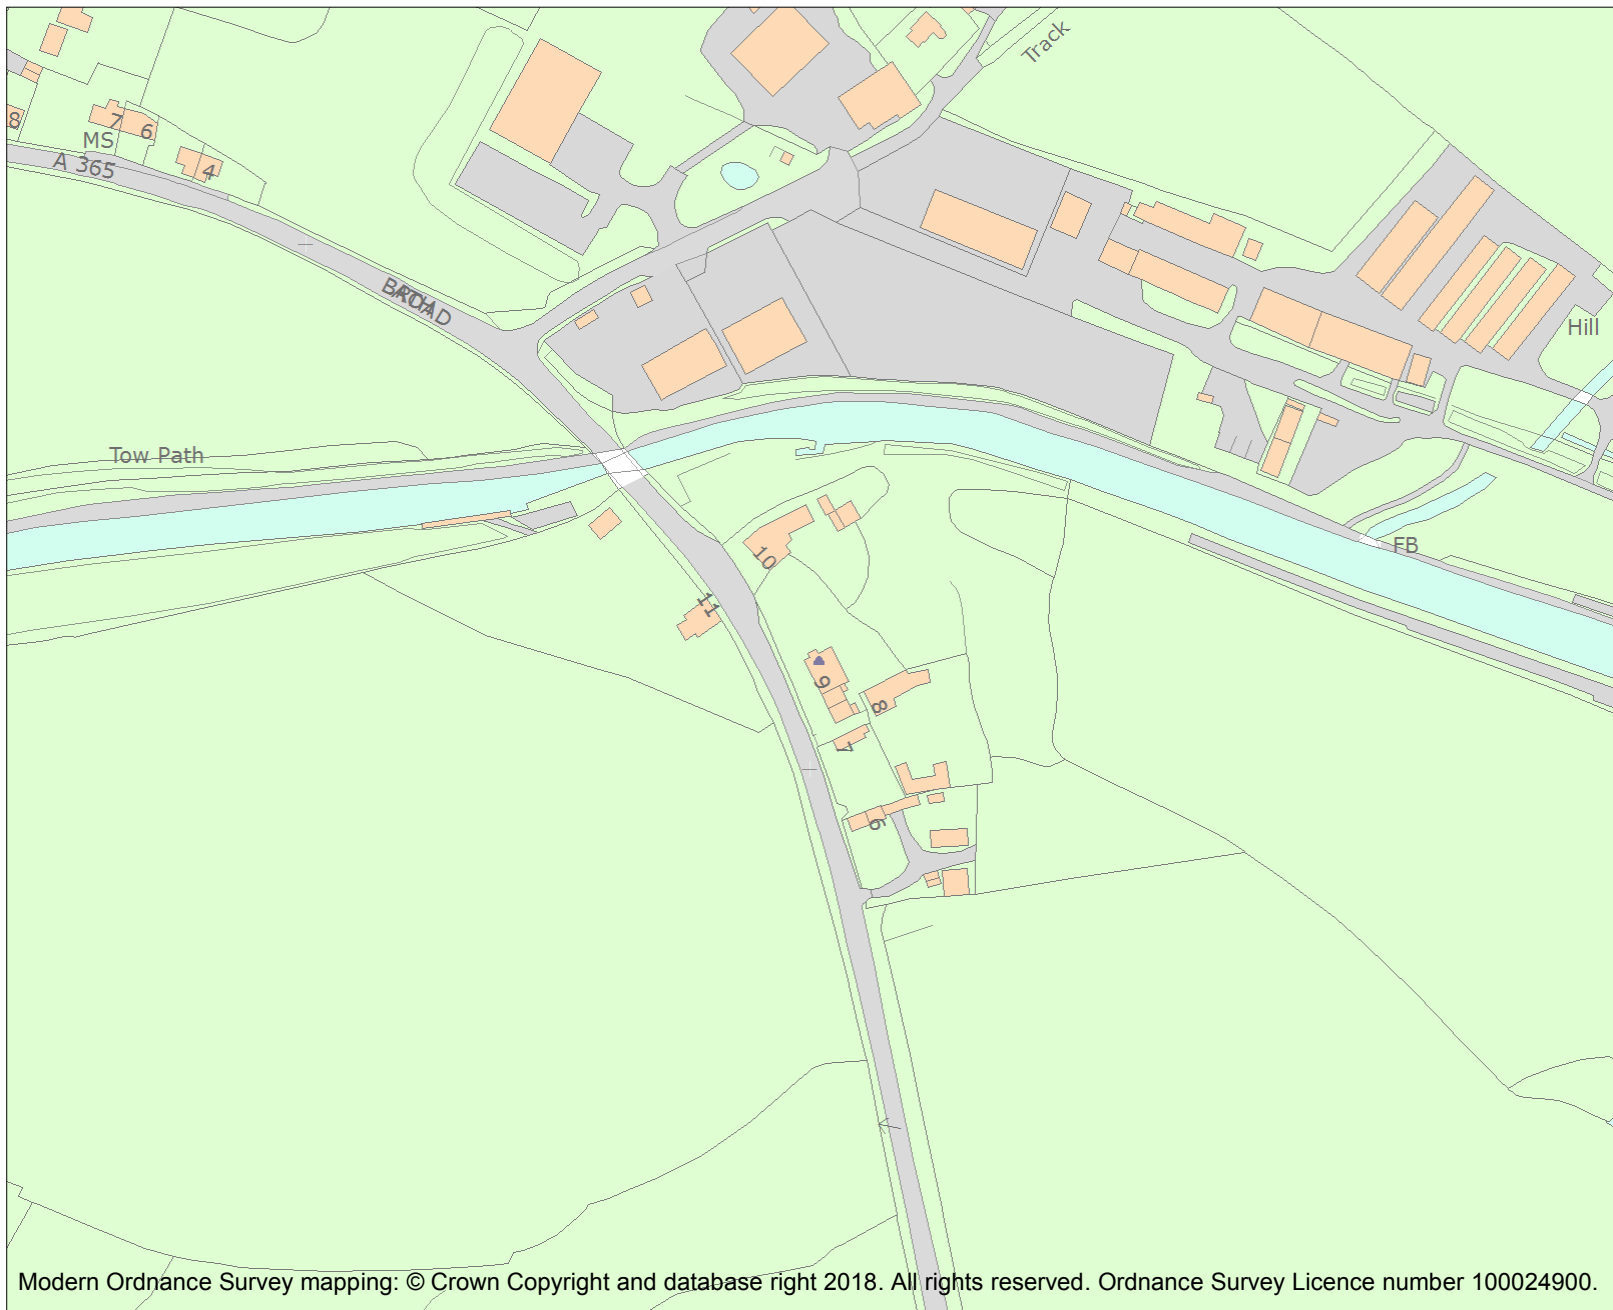 Track
8
7
6
MS
A 365
4
BATH
ROAD
Hill
Tow Path
FB
10
11
9
8
7
6
Modern Ordnance Survey mapping: © Crown Copyright and database right 2018. All rights reserved. Ordnance Survey Licence number 100024900.